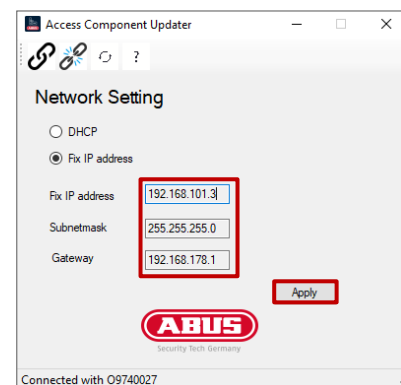 Access Component Updater
?
Network Setting
DHCP
Fix IP address
Fix IP address 192.168.101.3
Subnetmask 255.255.255.0
Gateway 192.168.178.1
Apply
ABUS
Security Tech Germany
Connected with O9740027